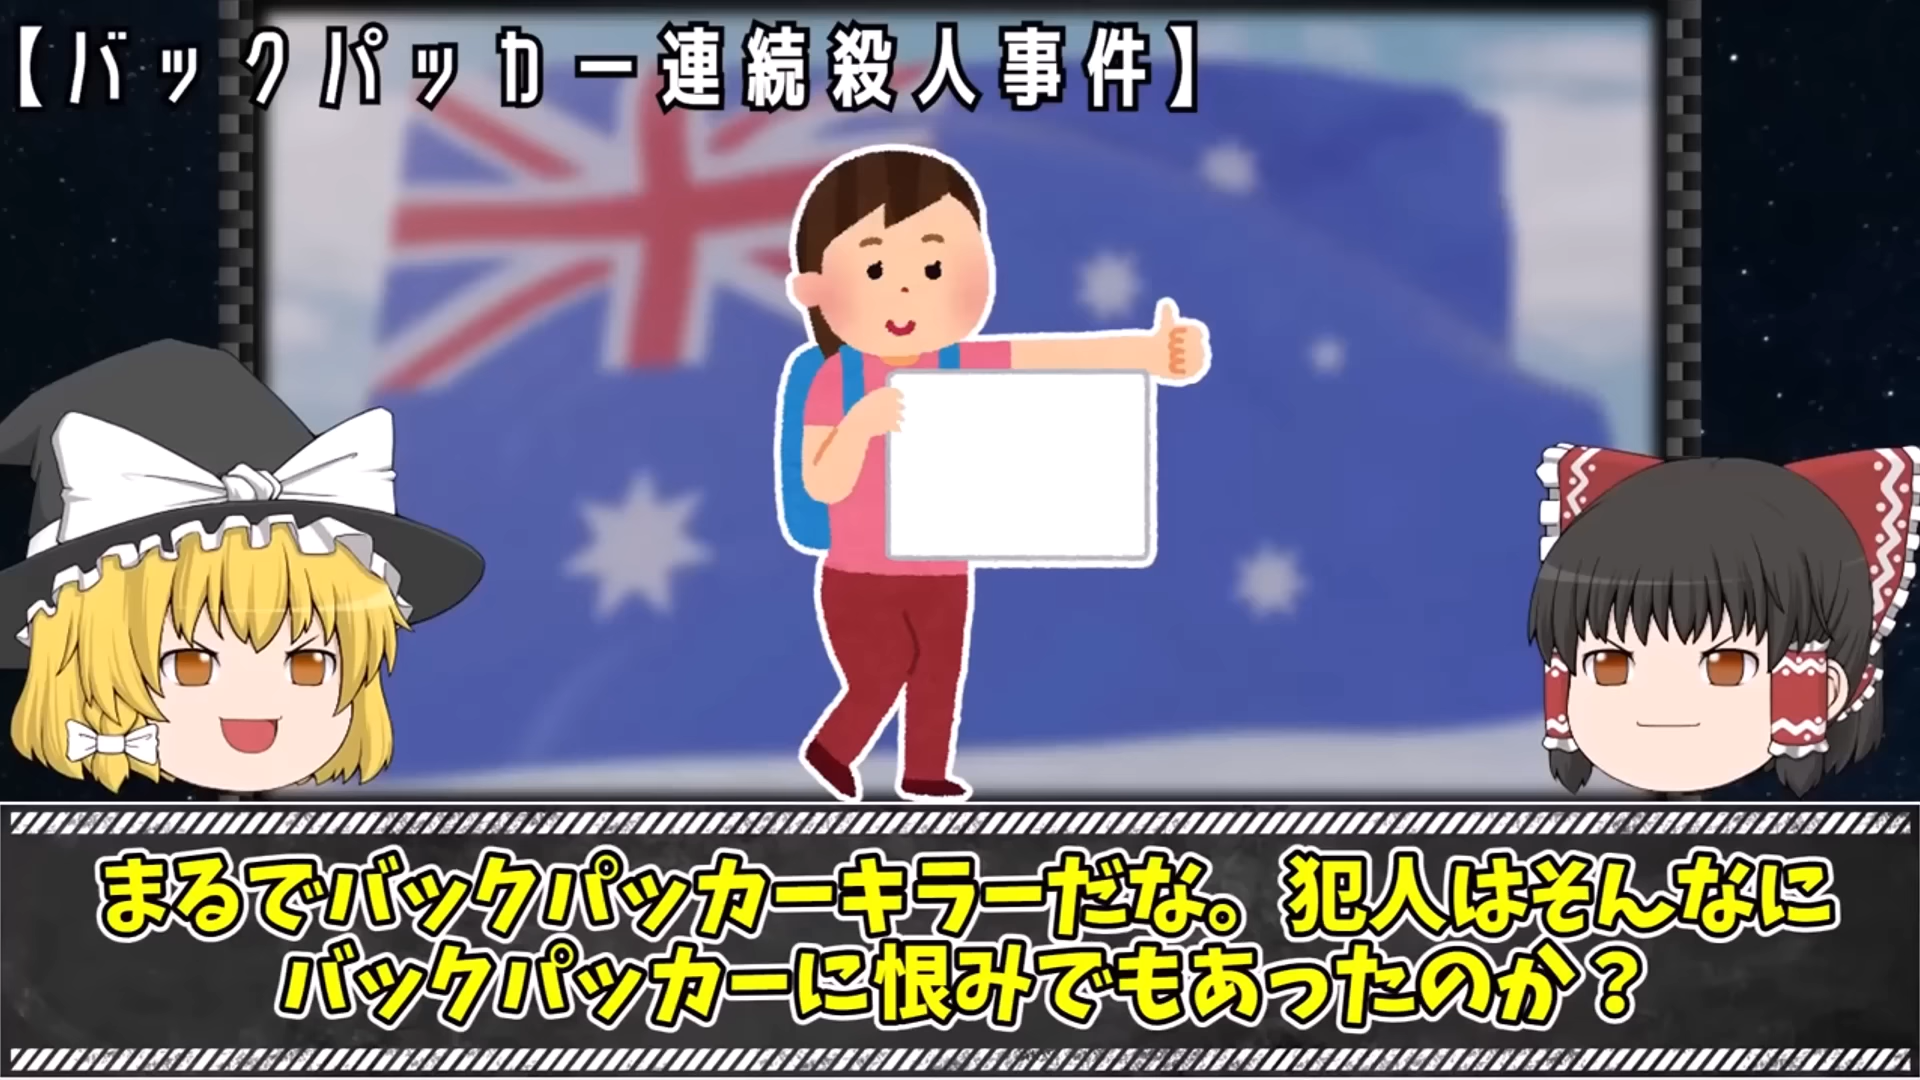 【バックパッカー連続殺人事件】
まるでバックパッカーキラーだな。犯人はそんなに
バックパッカーに恨みでもあったのか？